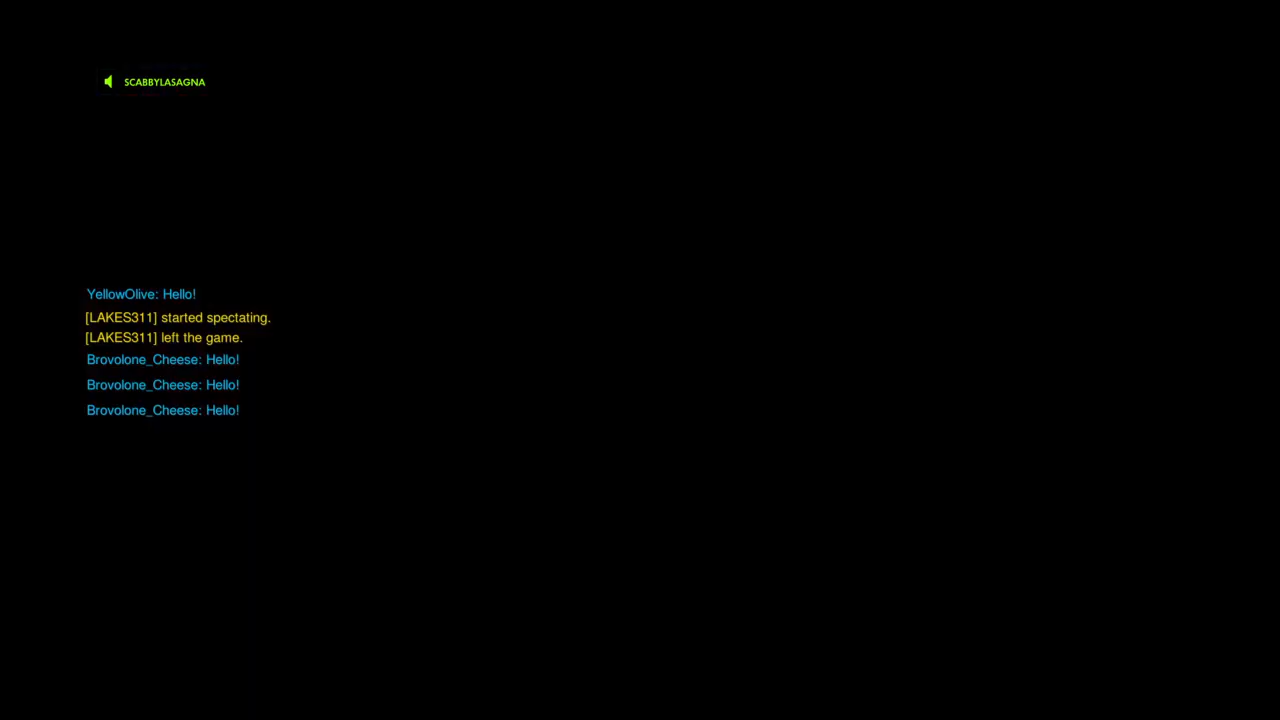 SCABBYLASAGNA
YellowOlive: Hello!
[LAKES311] started spectating.
[LAKES311] left the game.
Brovolone_Cheese: Hello!
Brovolone_Cheese: Hello!
Brovolone_Cheese: Hello!